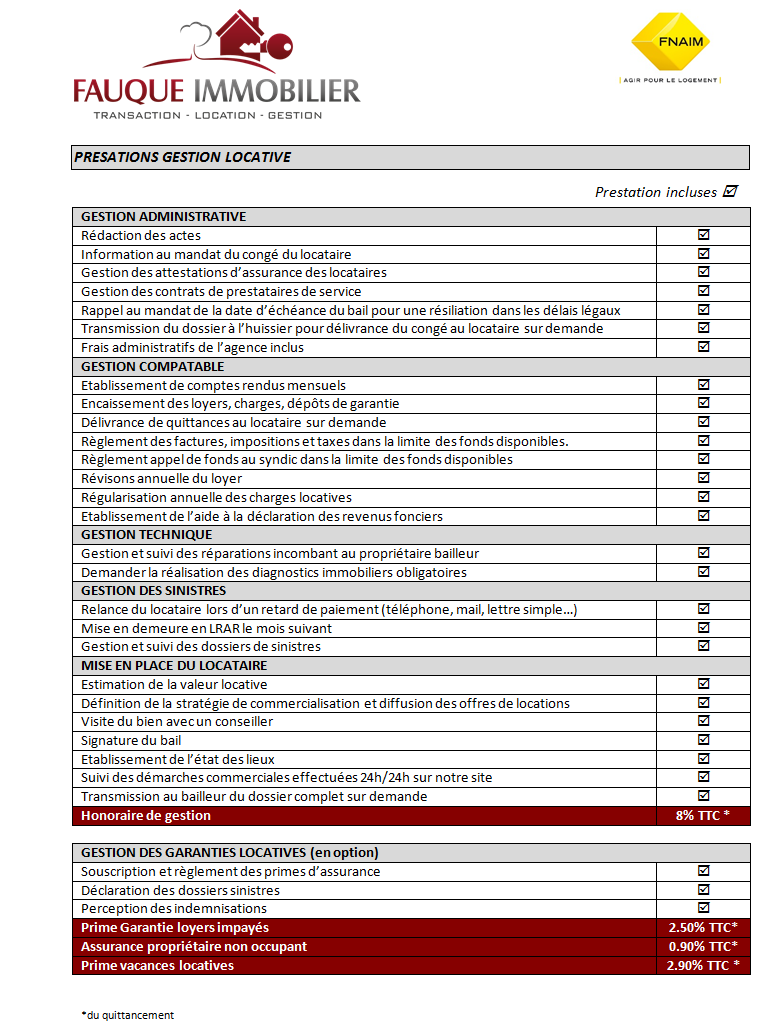 FAUQUE IMMOBILIER
TRANSACTION - LOCATION - GESTION
FNAIM
AGIR POUR LE LOGEMENT
PRESATIONS GESTION LOCATIVE
Prestation incluses ☑
GESTION ADMINISTRATIVE
Rédaction des actes ☑
Information au mandat du congé du locataire ☑
Gestion des attestations d’assurance des locataires ☑
Gestion des contrats de prestataires de service ☑
Rappel au mandat de la date d’échéance du bail pour une résiliation dans les délais légaux ☑
Transmission du dossier à l’huissier pour délivrance du congé au locataire sur demande ☑
Frais administratifs de l’agence inclus ☑
GESTION COMPATABLE
Etablissement de comptes rendus mensuels ☑
Encaissement des loyers, charges, dépôts de garantie ☑
Délivrance de quittances au locataire sur demande ☑
Règlement des factures, impositions et taxes dans la limite des fonds disponibles. ☑
Règlement appel de fonds au syndic dans la limite des fonds disponibles ☑
Révisons annuelle du loyer ☑
Régularisation annuelle des charges locatives ☑
Etablissement de l’aide à la déclaration des revenus fonciers ☑
GESTION TECHNIQUE
Gestion et suivi des réparations incombant au propriétaire bailleur ☑
Demander la réalisation des diagnostics immobiliers obligatoires ☑
GESTION DES SINISTRES
Relance du locataire lors d’un retard de paiement (téléphone, mail, lettre simple…) ☑
Mise en demeure en LRAR le mois suivant ☑
Gestion et suivi des dossiers de sinistres ☑
MISE EN PLACE DU LOCATAIRE
Estimation de la valeur locative ☑
Définition de la stratégie de commercialisation et diffusion des offres de locations ☑
Visite du bien avec un conseiller ☑
Signature du bail ☑
Etablissement de l’état des lieux ☑
Suivi des démarches commerciales effectuées 24h/24h sur notre site ☑
Transmission au bailleur du dossier complet sur demande ☑
Honoraire de gestion 8% TTC *
GESTION DES GARANTIES LOCATIVES (en option)
Souscription et règlement des primes d’assurance ☑
Déclaration des dossiers sinistres ☑
Perception des indemnisations ☑
Prime Garantie loyers impayés 2.50% TTC*
Assurance propriétaire non occupant 0.90% TTC*
Prime vacances locatives 2.90% TTC *
*du quittancement